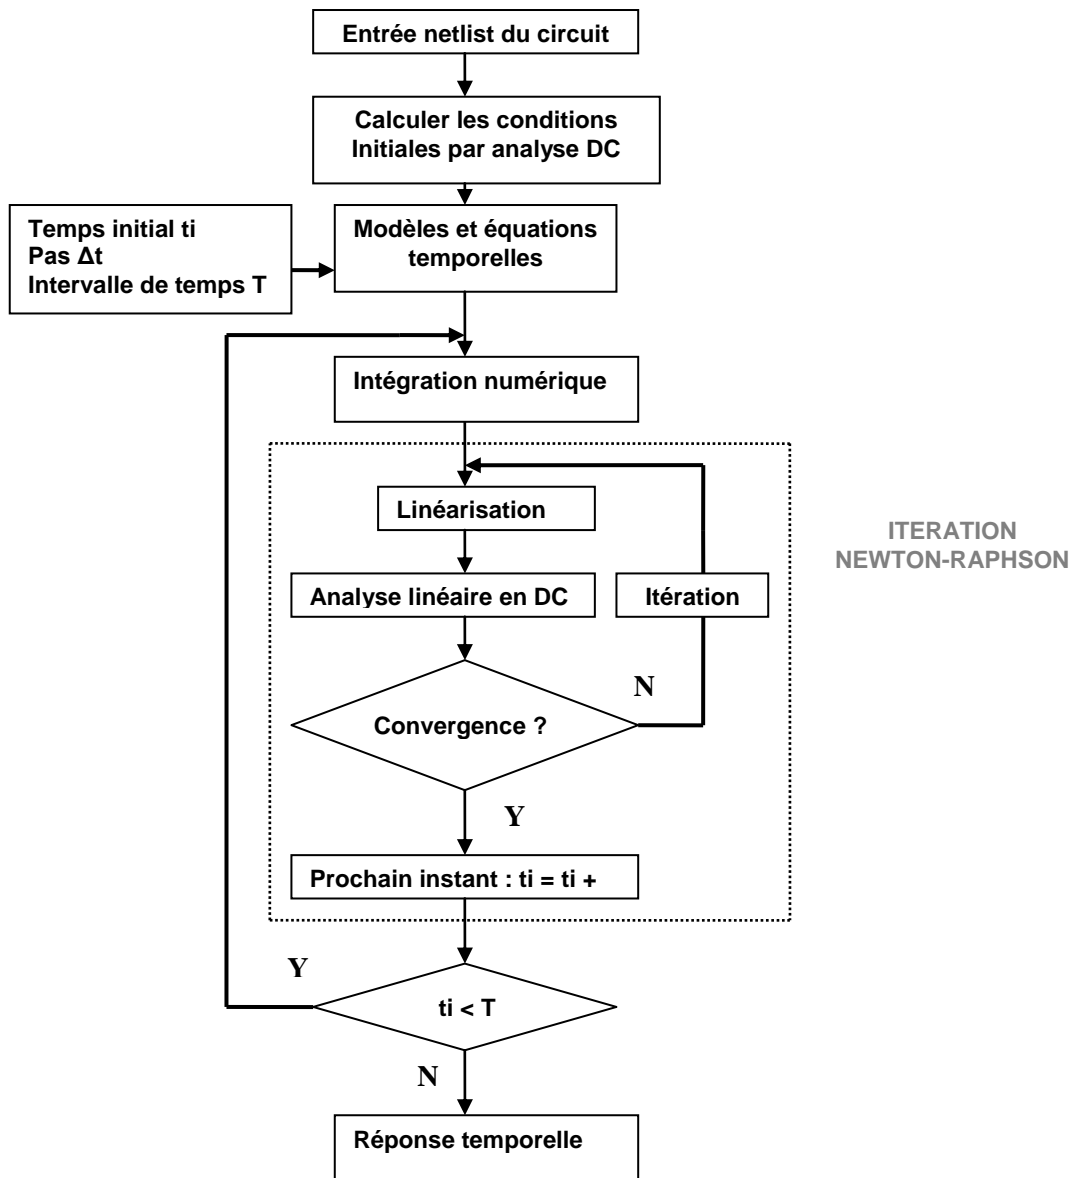 Entrée netlist du circuit
Calculer les conditions
Initiales par analyse DC
Temps initial ti
Pas Δt
Intervalle de temps T
Modèles et équations
temporelles
Intégration numérique
Linéarisation
ITERATION
NEWTON-RAPHSON
Analyse linéaire en DC
Itération
N
Convergence ?
Y
Prochain instant : ti = ti +
Y
ti < T
N
Réponse temporelle